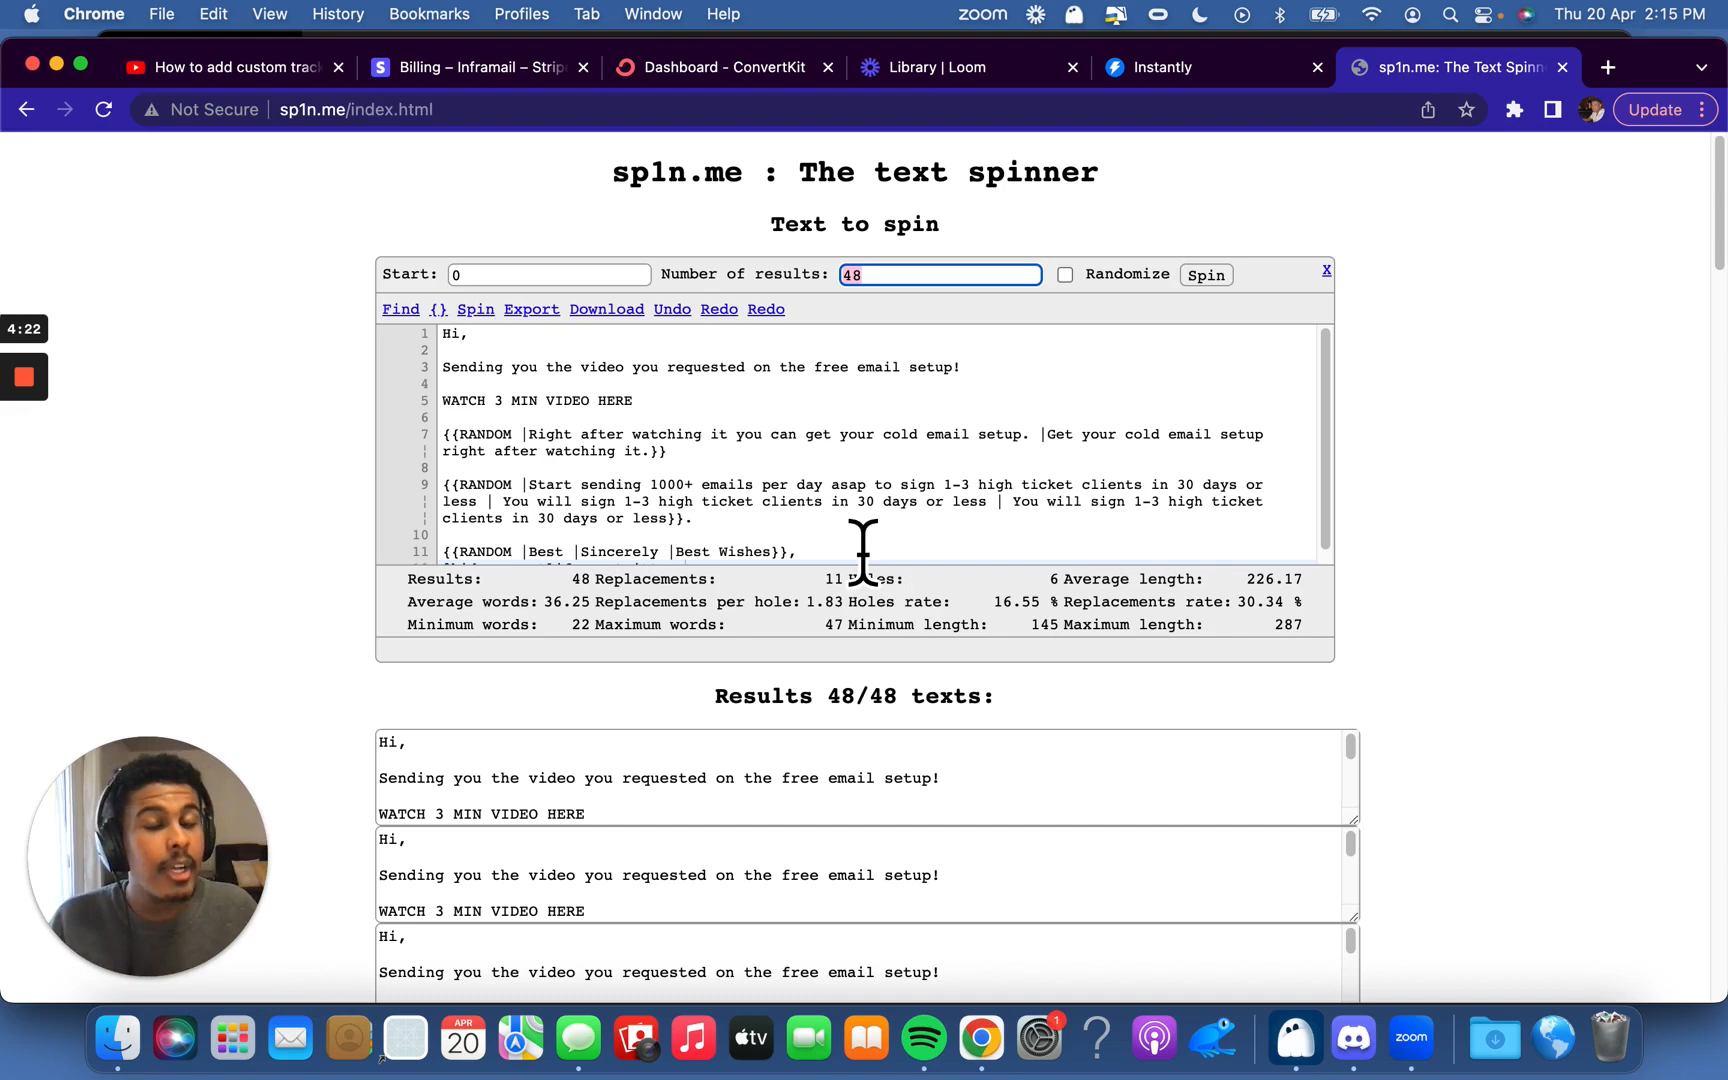 Chrome File Edit View History Bookmarks Profiles Tab Window Help zoom Thu 20 Apr 2:15 PM
How to add custom trac Billing – Inframail – Stripe Dashboard - ConvertKit Library | Loom Instantly sp1n.me: The Text Spinn
Not Secure sp1n.me/index.html Update
sp1n.me : The text spinner
Text to spin
Start: 0 Number of results: 48 Randomize Spin X
Find {} Spin Export Download Undo Redo Redo
1 Hi,
2
3 Sending you the video you requested on the free email setup!
4
5 WATCH 3 MIN VIDEO HERE
6
7 {{RANDOM |Right after watching it you can get your cold email setup. |Get your cold email setup
right after watching it.}}
8
9 {{RANDOM |Start sending 1000+ emails per day asap to sign 1-3 high ticket clients in 30 days or
less | You will sign 1-3 high ticket clients in 30 days or less | You will sign 1-3 high ticket
clients in 30 days or less}}.
10
11 {{RANDOM |Best |Sincerely |Best Wishes}},
Results: 48 Replacements: 11 6 Average length: 226.17
Average words: 36.25 Replacements per hole: 1.83 Holes rate: 16.55 % Replacements rate: 30.34 %
Minimum words: 22 Maximum words: 47 Minimum length: 145 Maximum length: 287
4:22
Results 48/48 texts:
Hi,
Sending you the video you requested on the free email setup!
WATCH 3 MIN VIDEO HERE
Hi,
Sending you the video you requested on the free email setup!
WATCH 3 MIN VIDEO HERE
Hi,
Sending you the video you requested on the free email setup!
APR
20
tv
1
zoom